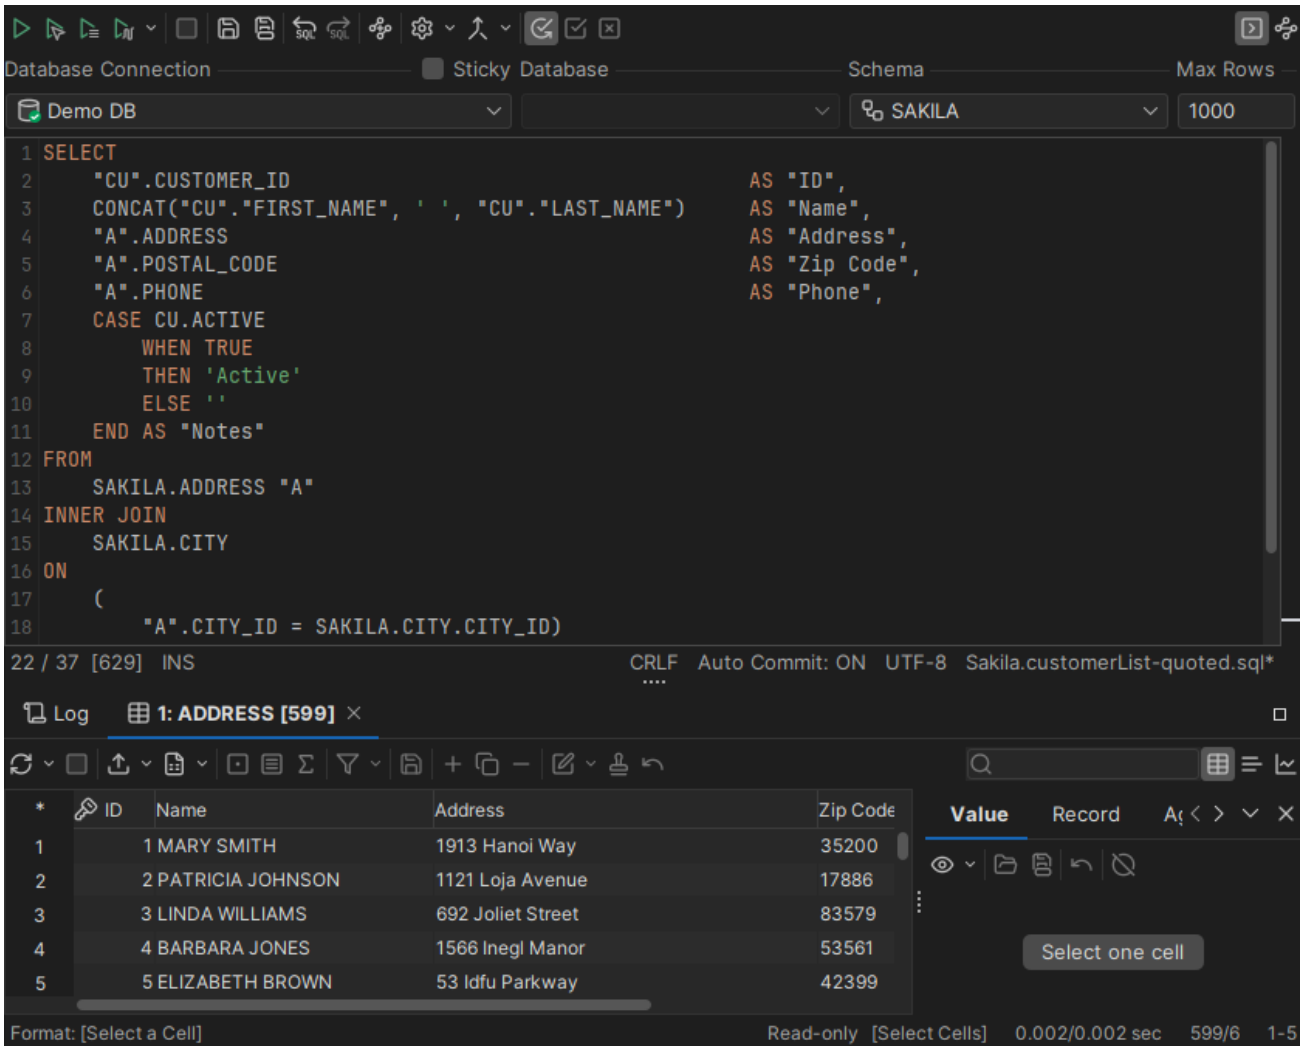 Database Connection Sticky Database Schema Max Rows
Demo DB SAKILA 1000
1 SELECT
2 "CU".CUSTOMER_ID AS "ID",
3 CONCAT("CU"."FIRST_NAME", ' ', "CU"."LAST_NAME") AS "Name",
4 "A".ADDRESS AS "Address",
5 "A".POSTAL_CODE AS "Zip Code",
6 "A".PHONE AS "Phone",
7 CASE CU.ACTIVE
8 WHEN TRUE
9 THEN 'Active'
10 ELSE ''
11 END AS "Notes"
12 FROM
13 SAKILA.ADDRESS "A"
14 INNER JOIN
15 SAKILA.CITY
16 ON
17 (
18 "A".CITY_ID = SAKILA.CITY.CITY_ID)
22 / 37 [629] INS CRLF Auto Commit: ON UTF-8 Sakila.customerList-quoted.sql*
Log 1: ADDRESS [599]
* ID Name Address Zip Code
1 1 MARY SMITH 1913 Hanoi Way 35200
2 2 PATRICIA JOHNSON 1121 Loja Avenue 17886
3 3 LINDA WILLIAMS 692 Joliet Street 83579
4 4 BARBARA JONES 1566 Inegl Manor 53561
5 5 ELIZABETH BROWN 53 Idfu Parkway 42399
Value Record
Select one cell
Format: [Select a Cell] Read-only [Select Cells] 0.002/0.002 sec 599/6 1-5